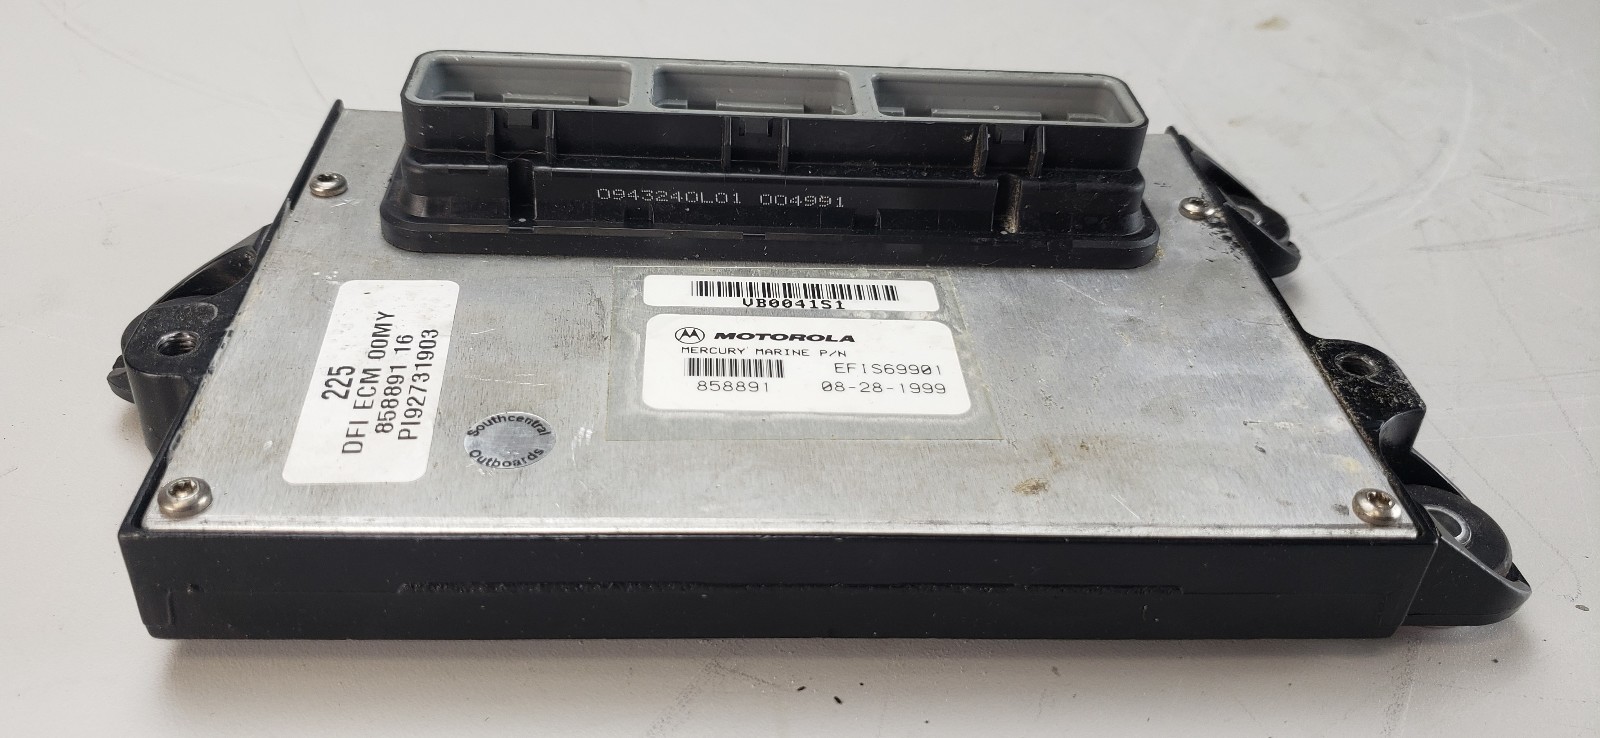 0943240L01 004991
VB0041S1
MOTOROLA
MERCURY MARINE P/N
EFIS69901
858891 08-28-1999
225
DFI ECM 00MY
858891 16
PI92731903
Southcentral
Outboards